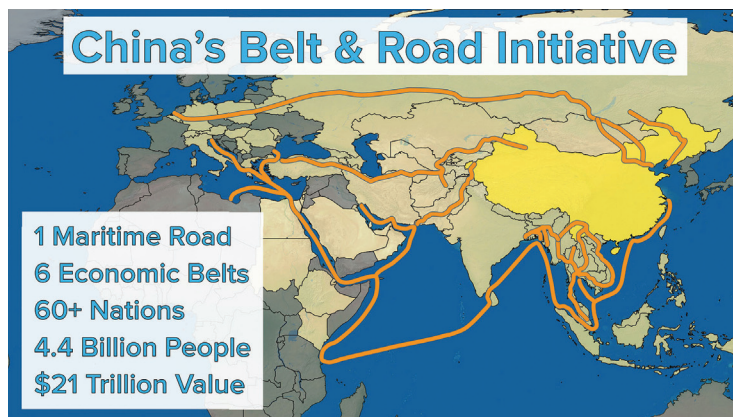 China's Belt & Road Initiative
1 Maritime Road
6 Economic Belts
60+ Nations
4.4 Billion People
$21 Trillion Value